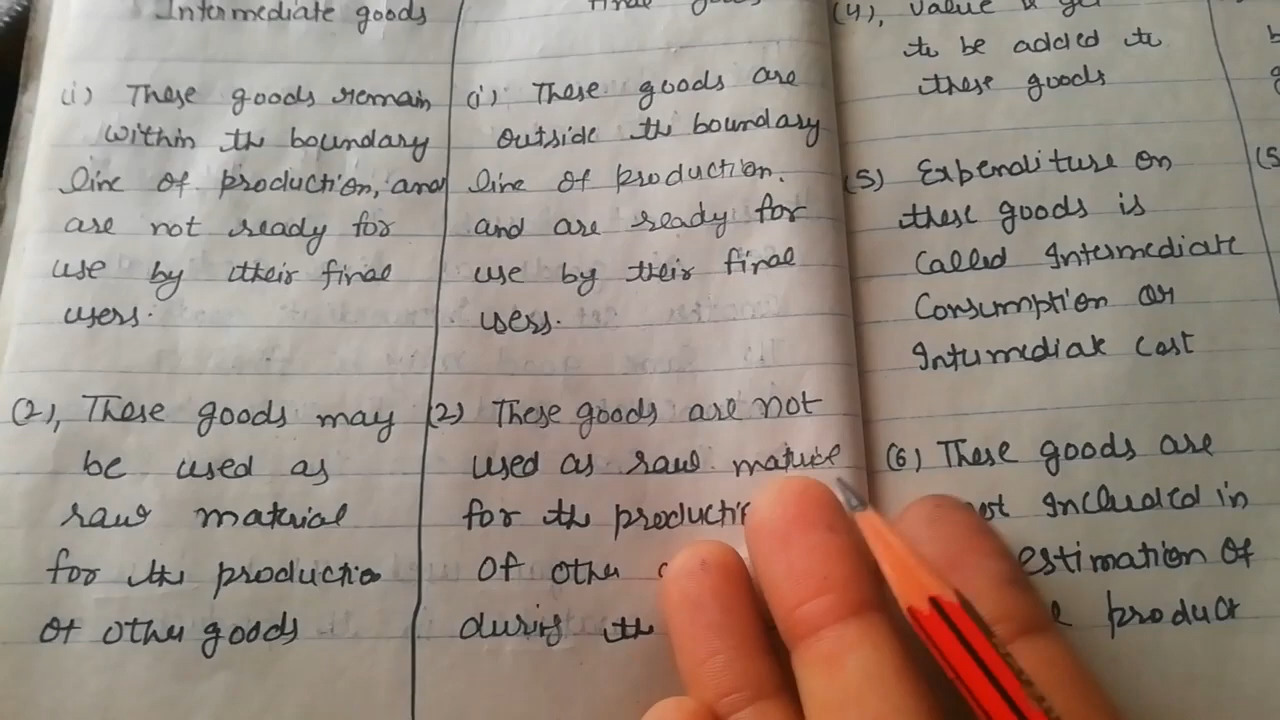 Intermediate goods
(i) These goods remain
within the boundary
line of production, and
are not ready for
use by their final
users.
(2), These goods may
be used as
raw material
for the productio
of other goods
Final goods
(i) These goods are
outside the boundary
line of production.
and are ready for
use by their final
users.
(2) These goods are not
used as raw
for the
of other
during the
(4), Value is yet
to be added to
these goods
(5) Expenditure on
these goods is
Called Intermediate
Consumption or
Intermediate Cost
(6) These goods are
not Included in
estimation of
product
(5